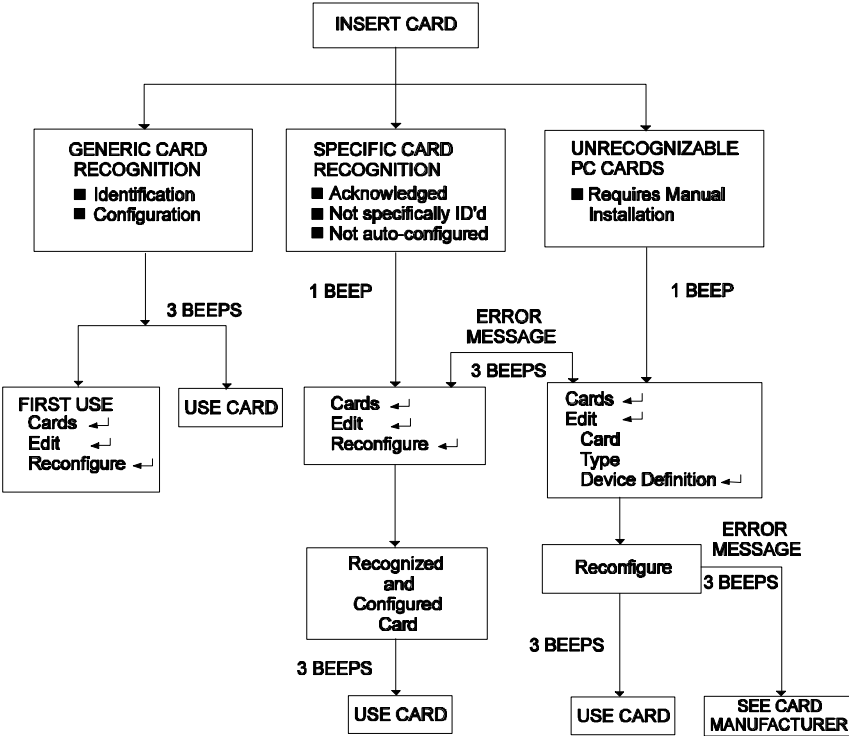 INSERT CARD
GENERIC CARD
RECOGNITION
■ Identification
■ Configuration
SPECIFIC CARD
RECOGNITION
■ Acknowledged
■ Not specifically ID'd
■ Not auto-configured
UNRECOGNIZABLE
PC CARDS
■ Requires Manual
Installation
3 BEEPS
1 BEEP
1 BEEP
ERROR
MESSAGE
3 BEEPS
FIRST USE
Cards ↵
Edit ↵
Reconfigure ↵
USE CARD
Cards ↵
Edit ↵
Reconfigure ↵
Cards ↵
Edit ↵
Card
Type
Device Definition ↵
Recognized
and
Configured
Card
Reconfigure
ERROR
MESSAGE
3 BEEPS
3 BEEPS
3 BEEPS
USE CARD
USE CARD
SEE CARD
MANUFACTURER